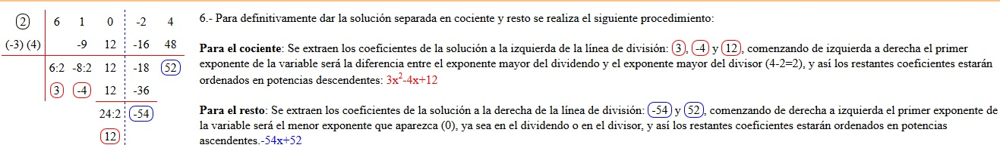 2 6 1 0 -2 4
(-3) (4) -9 12 -16 48
6:2 -8:2 12 -18 52
3 -4 12 -36
24:2 -54
12
6.- Para definitivamente dar la solución separada en cociente y resto se realiza el siguiente procedimiento:
Para el cociente: Se extraen los coeficientes de la solución a la izquierda de la línea de división: 3, -4 y 12, comenzando de izquierda a derecha el primer
exponente de la variable será la diferencia entre el exponente mayor del dividendo y el exponente mayor del divisor (4-2=2), y así los restantes coeficientes estarán
ordenados en potencias descendentes: 3x²-4x+12
Para el resto: Se extraen los coeficientes de la solución a la derecha de la línea de división: -54 y 52, comenzando de derecha a izquierda el primer exponente de
la variable será el menor exponente que aparezca (0), ya sea en el dividendo o en el divisor, y así los restantes coeficientes estarán ordenados en potencias
ascendentes.-54x+52